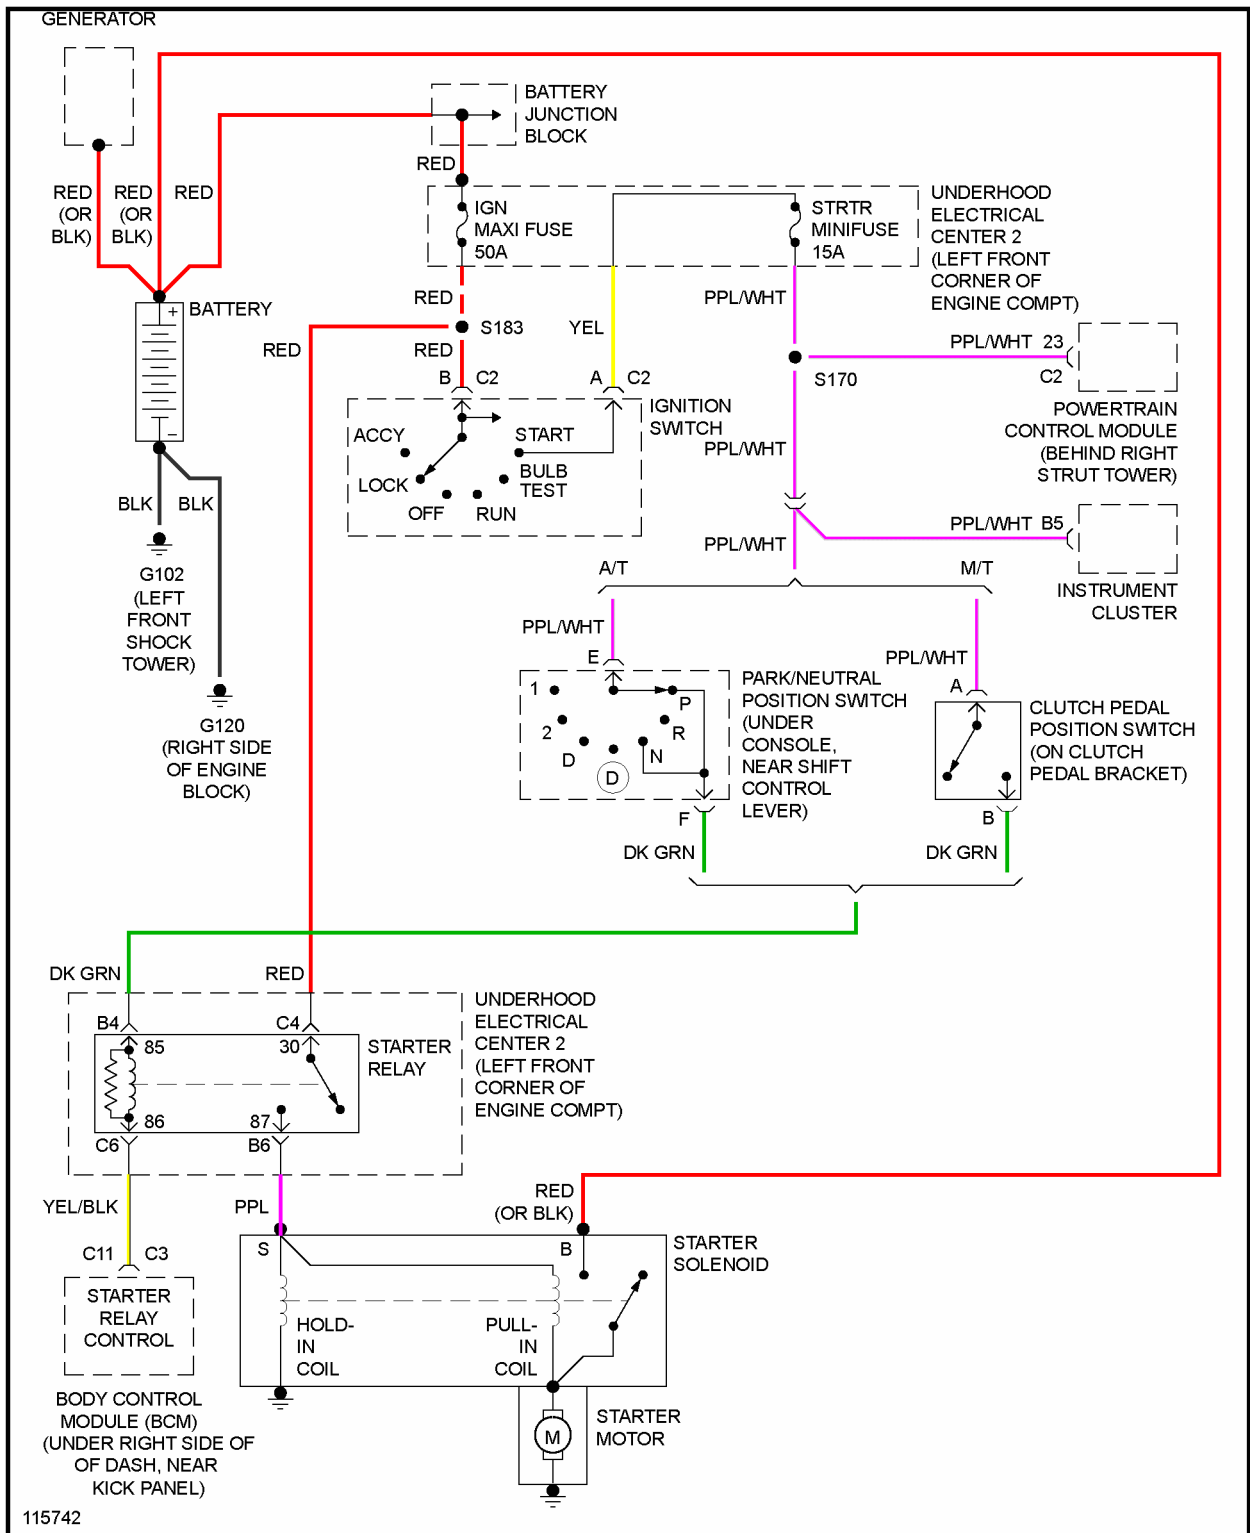 GENERATOR
BATTERY
JUNCTION
BLOCK
RED
(OR
BLK)
RED
(OR
BLK)
RED
RED
IGN
MAXI FUSE
50A
STRTR
MINIFUSE
15A
UNDERHOOD
ELECTRICAL
CENTER 2
(LEFT FRONT
CORNER OF
ENGINE COMPT)
+
BATTERY
−
RED
S183
RED
RED
YEL
PPL/WHT
PPL/WHT 23
C2
S170
POWERTRAIN
CONTROL MODULE
(BEHIND RIGHT
STRUT TOWER)
B
C2
A
C2
IGNITION
SWITCH
ACCY
START
LOCK
BULB
TEST
OFF
RUN
PPL/WHT
BLK
BLK
G102
(LEFT
FRONT
SHOCK
TOWER)
G120
(RIGHT SIDE
OF ENGINE
BLOCK)
PPL/WHT B5
INSTRUMENT
CLUSTER
PPL/WHT
A/T
M/T
PPL/WHT
PPL/WHT
E
1
2
D
D
N
R
P
PARK/NEUTRAL
POSITION SWITCH
(UNDER
CONSOLE,
NEAR SHIFT
CONTROL
LEVER)
F
A
CLUTCH PEDAL
POSITION SWITCH
(ON CLUTCH
PEDAL BRACKET)
B
DK GRN
DK GRN
DK GRN
RED
B4
C4
85
30
86
87
C6
B6
STARTER
RELAY
UNDERHOOD
ELECTRICAL
CENTER 2
(LEFT FRONT
CORNER OF
ENGINE COMPT)
YEL/BLK
PPL
RED
(OR BLK)
C11
C3
STARTER
RELAY
CONTROL
BODY CONTROL
MODULE (BCM)
(UNDER RIGHT SIDE OF
OF DASH, NEAR
KICK PANEL)
S
B
STARTER
SOLENOID
HOLD-
IN
COIL
PULL-
IN
COIL
STARTER
MOTOR
M
115742